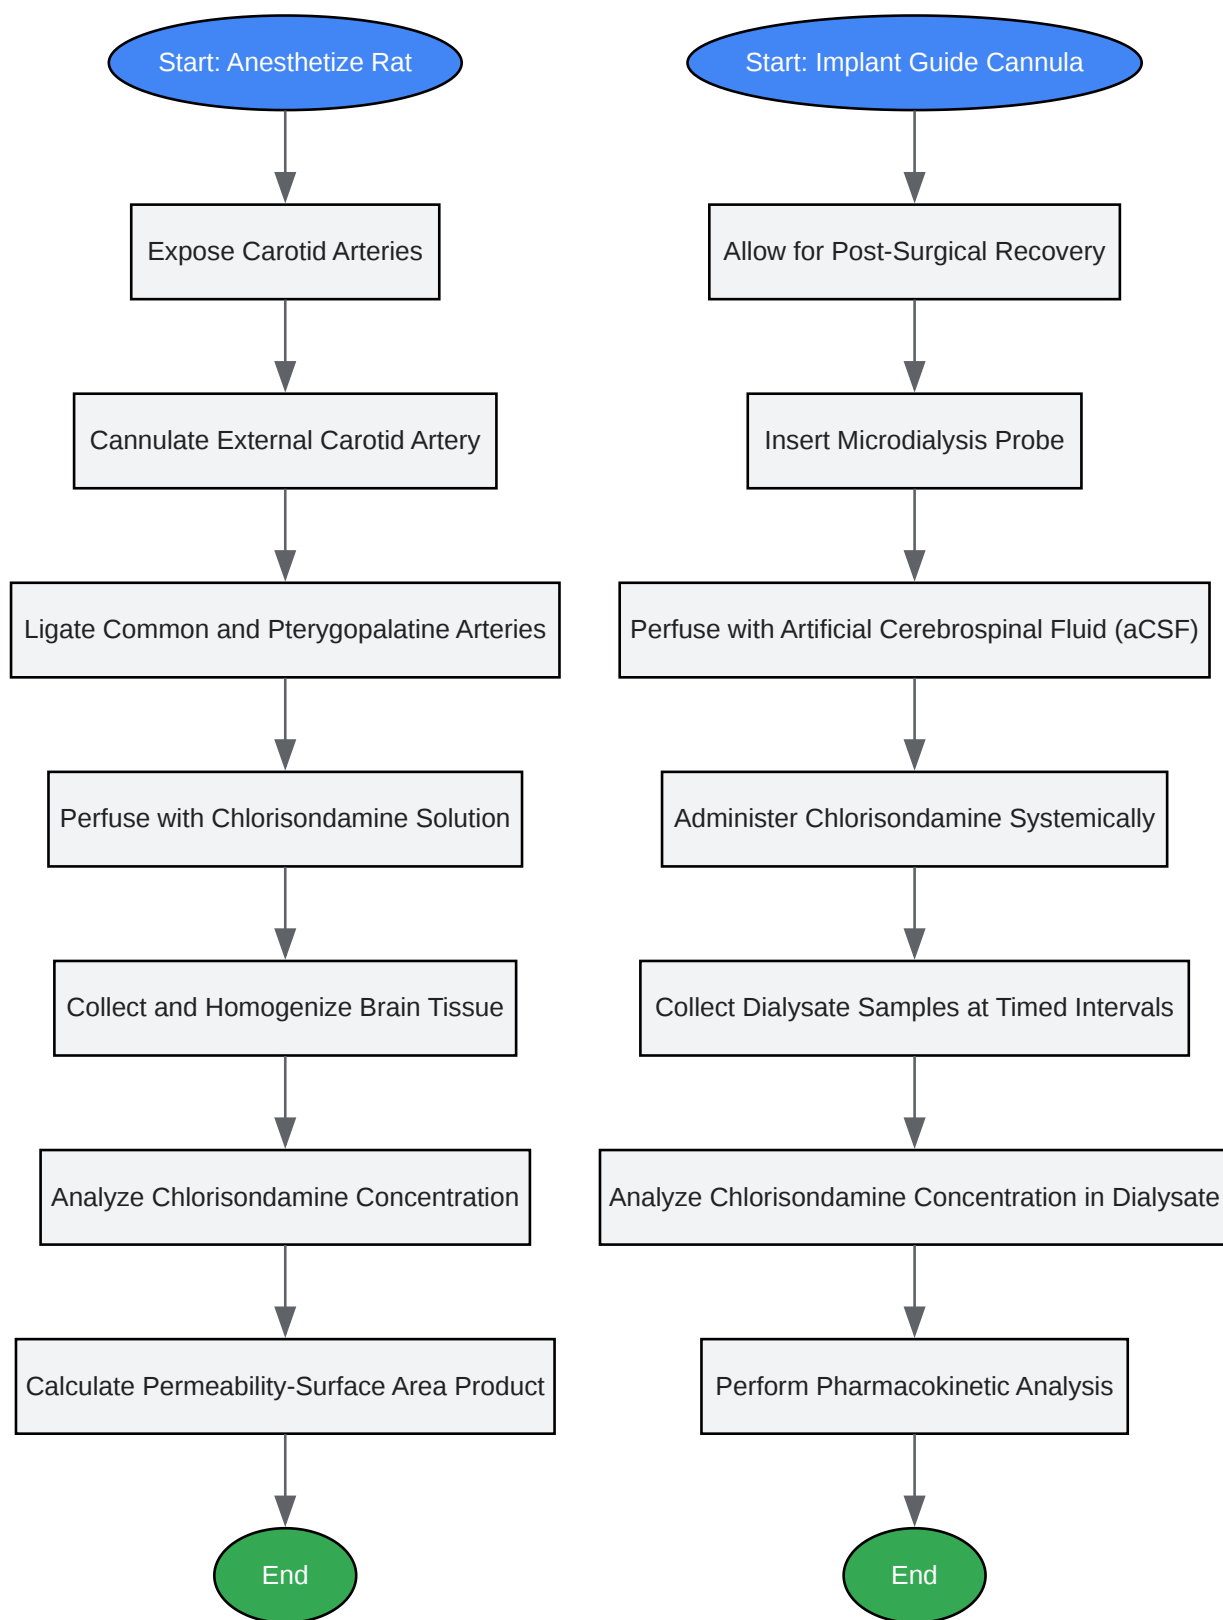 Start: Anesthetize Rat
Expose Carotid Arteries
Cannulate External Carotid Artery
Ligate Common and Pterygopalatine Arteries
Perfuse with Chlorisondamine Solution
Collect and Homogenize Brain Tissue
Analyze Chlorisondamine Concentration
Calculate Permeability-Surface Area Product
End
Start: Implant Guide Cannula
Allow for Post-Surgical Recovery
Insert Microdialysis Probe
Perfuse with Artificial Cerebrospinal Fluid (aCSF)
Administer Chlorisondamine Systemically
Collect Dialysate Samples at Timed Intervals
Analyze Chlorisondamine Concentration in Dialysate
Perform Pharmacokinetic Analysis
End